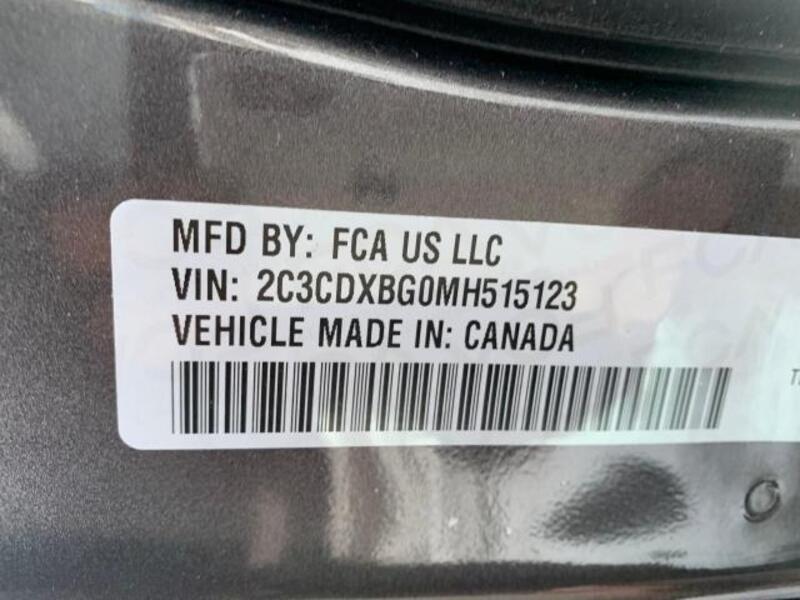 MFD BY: FCA US LLC
VIN: 2C3CDXBG0MH515123
VEHICLE MADE IN: CANADA